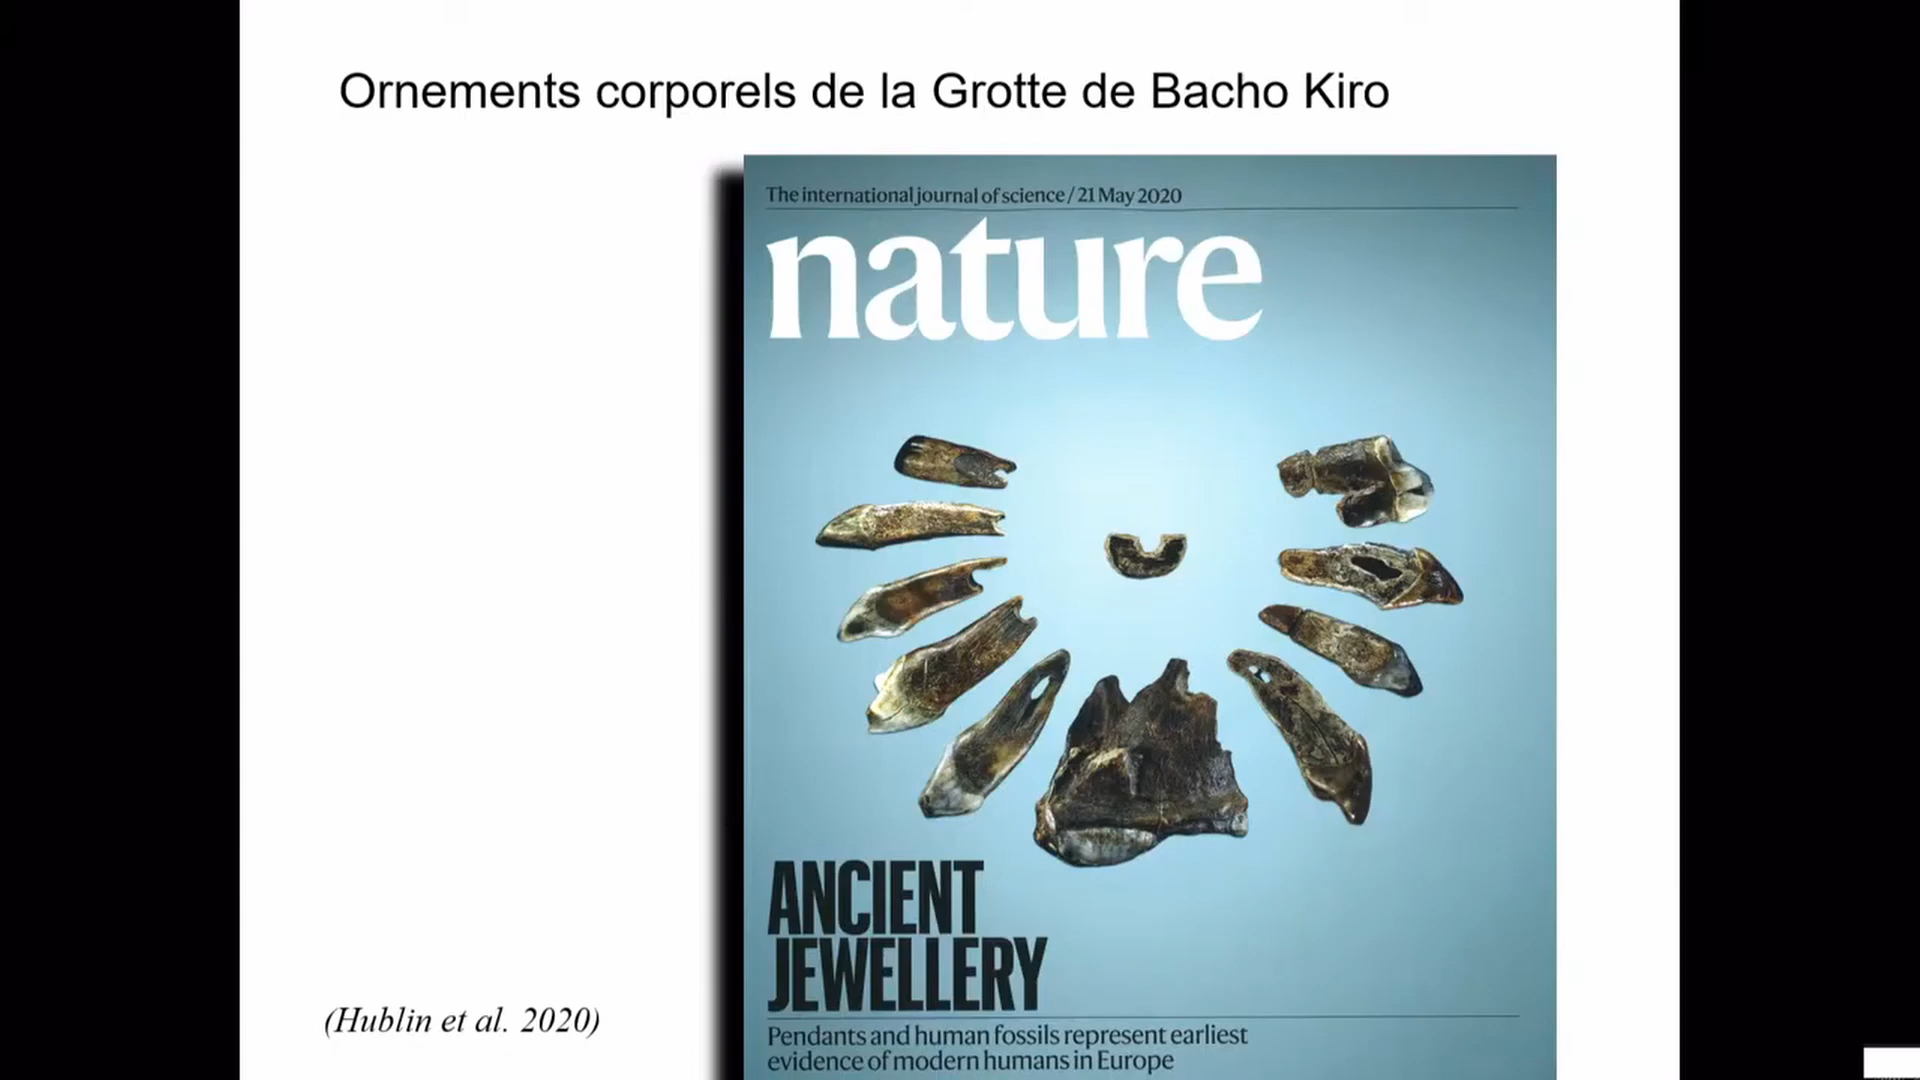 Ornements corporels de la Grotte de Bacho Kiro
The international journal of science / 21 May 2020
nature
ANCIENT
JEWELLERY
Pendants and human fossils represent earliest
evidence of modern humans in Europe
(Hublin et al. 2020)